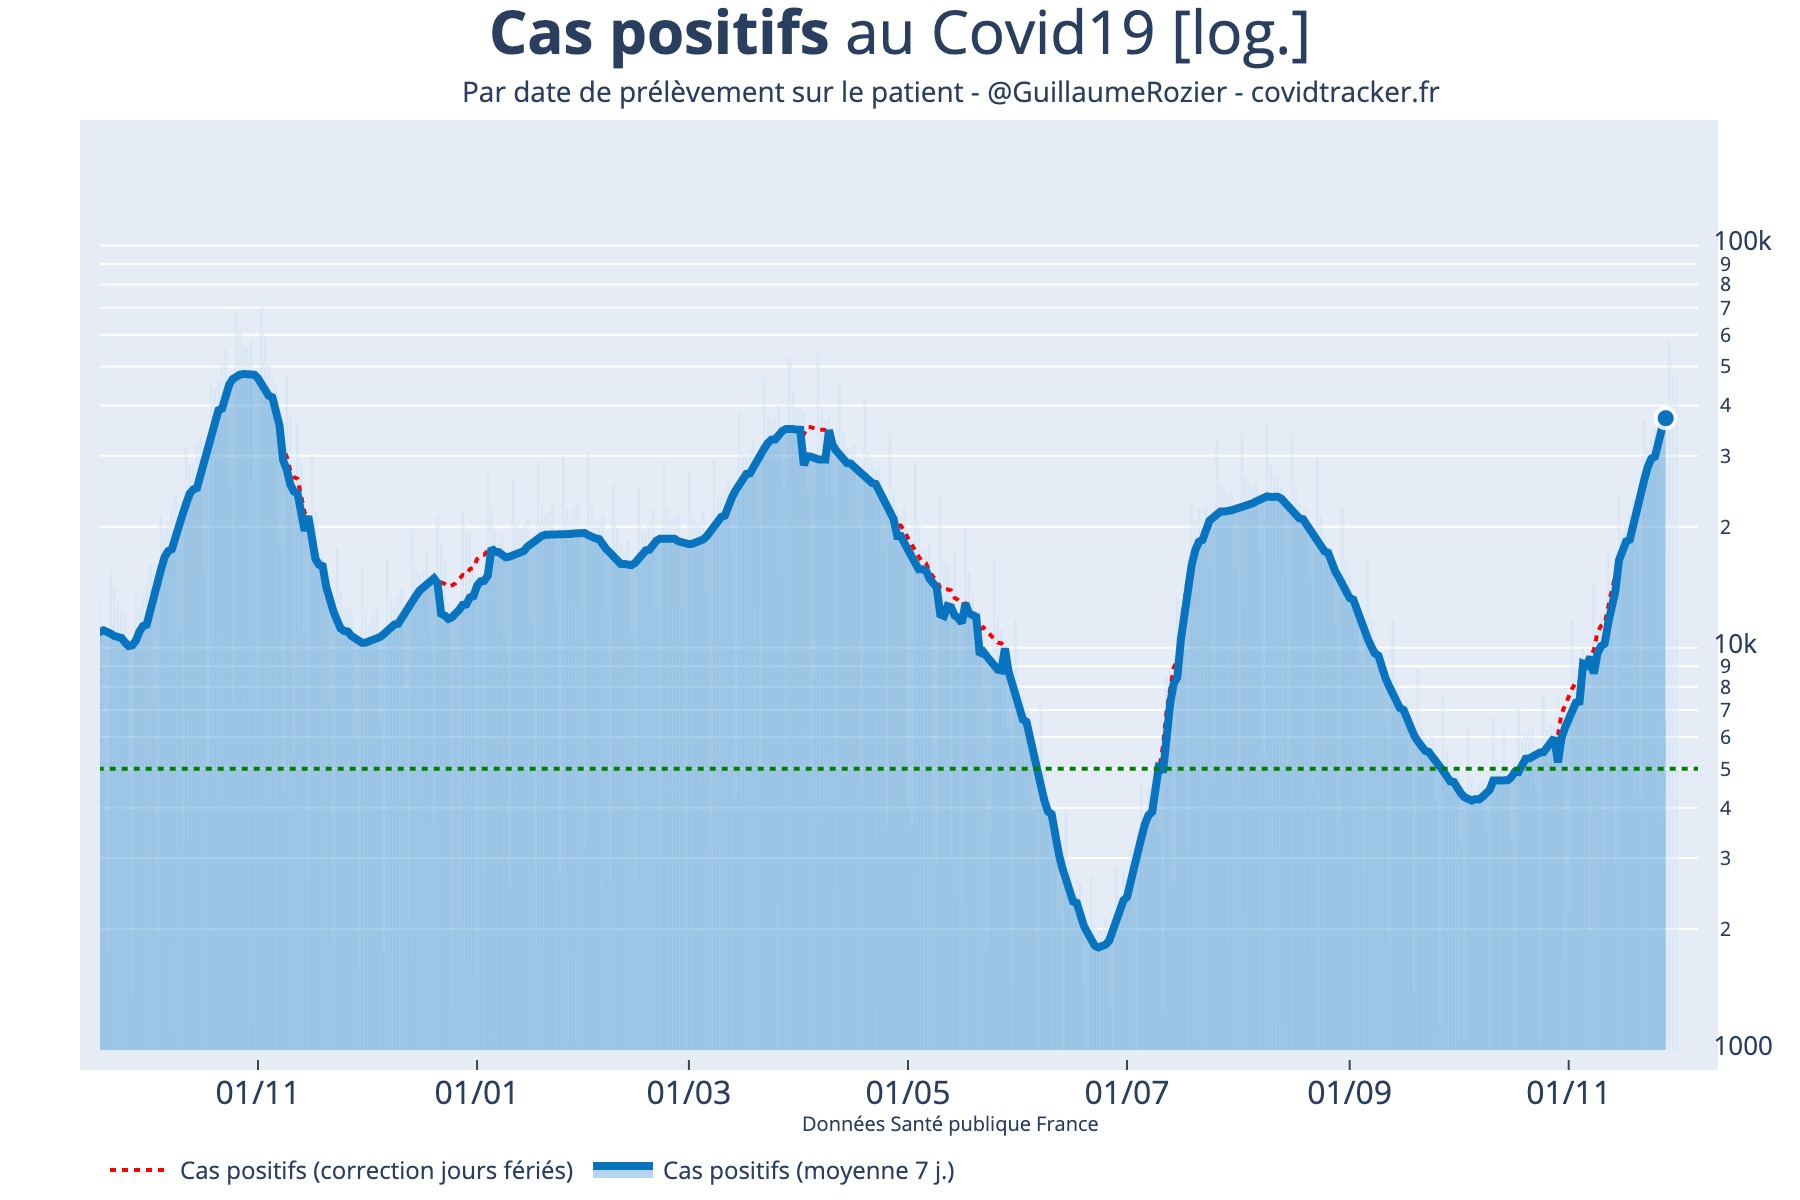 Cas positifs au Covid19 [log.]
Par date de prélèvement sur le patient - @GuillaumeRozier - covidtracker.fr
100k
9
8
7
6
5
4
3
2
10k
9
8
7
6
5
4
3
2
1000
01/11 01/01 01/03 01/05 01/07 01/09 01/11
Données Santé publique France
Cas positifs (correction jours fériés) Cas positifs (moyenne 7 j.)